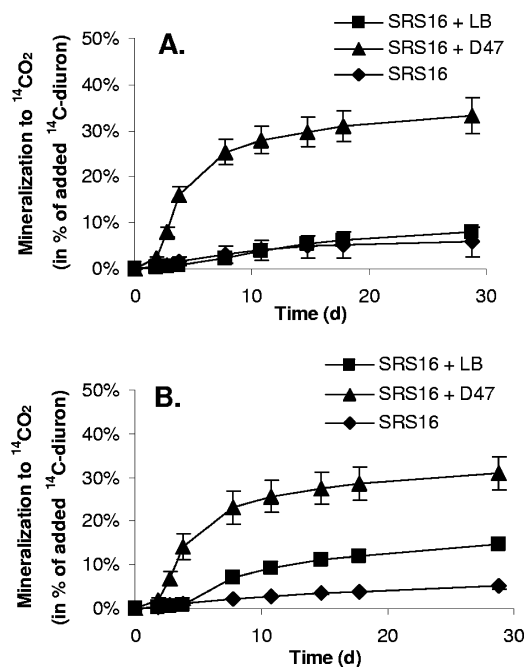 A.
SRS16 + LB
SRS16 + D47
SRS16
Mineralization to ¹⁴CO₂
(in % of added ¹⁴C-diuron)
50%
40%
30%
20%
10%
0%
0 10 20 30
Time (d)
B.
SRS16 + LB
SRS16 + D47
SRS16
Mineralization to ¹⁴CO₂
(in % of added ¹⁴C-diuron)
50%
40%
30%
20%
10%
0%
0 10 20 30
Time (d)